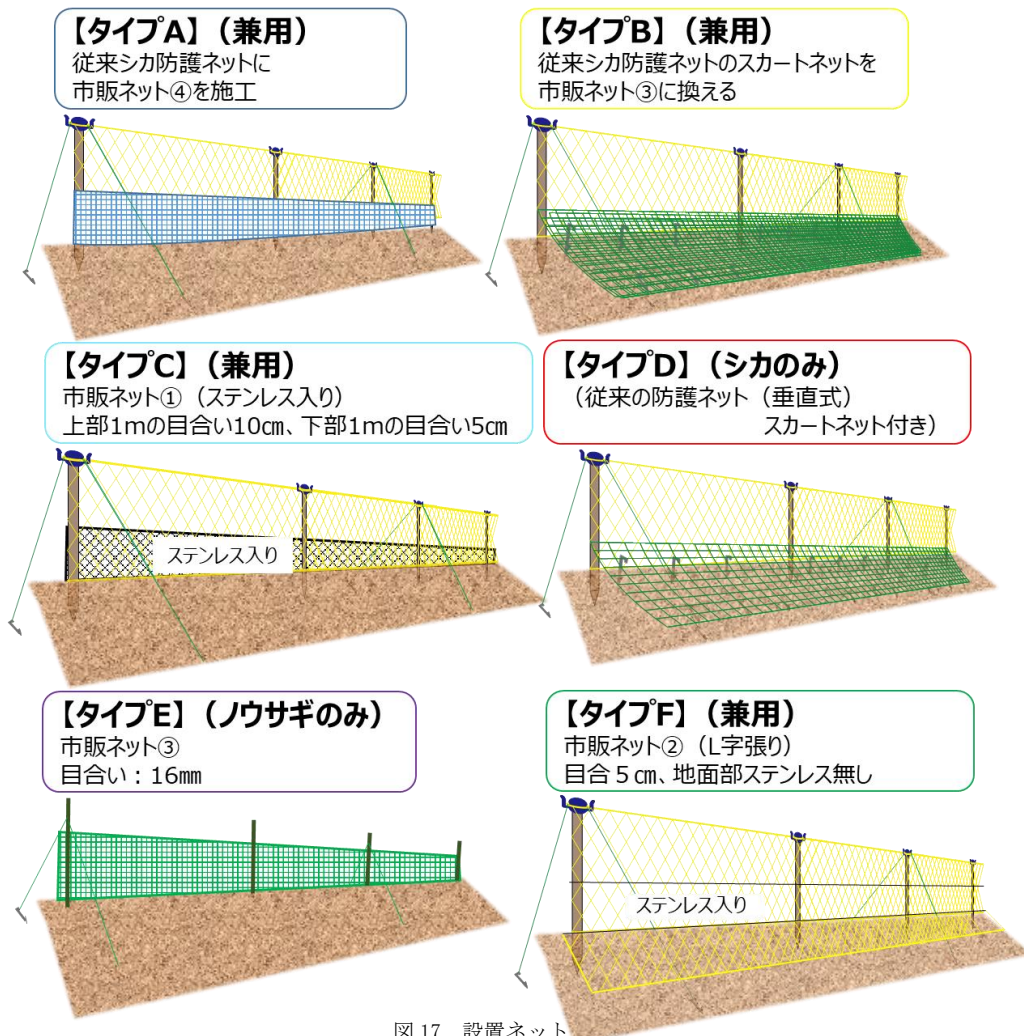 【タイプA】（兼用）
従来シカ防護ネットに
市販ネット④を施工
【タイプB】（兼用）
従来シカ防護ネットのスカートネットを
市販ネット③に換える
【タイプC】（兼用）
市販ネット①（ステンレス入り）
上部1mの目合い10㎝、下部1mの目合い5㎝
ステンレス入り
【タイプD】（シカのみ）
（従来の防護ネット（垂直式）
スカートネット付き）
【タイプE】（ノウサギのみ）
市販ネット③
目合い：16㎜
【タイプF】（兼用）
市販ネット②（L字張り）
目合５㎝、地面部ステンレス無し
ステンレス入り
図 17　設置ネット